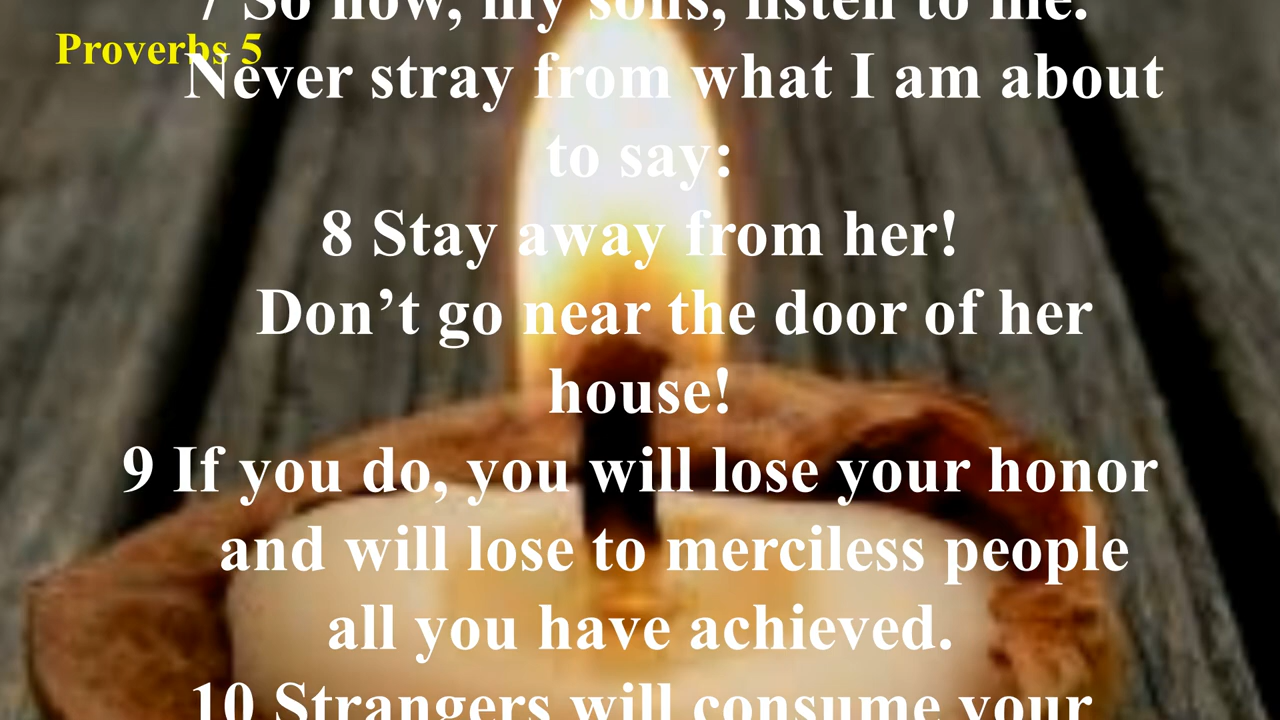 7 So now, my sons, listen to me.
Proverbs 5
Never stray from what I am about
to say:
8 Stay away from her!
Don’t go near the door of her
house!
9 If you do, you will lose your honor
and will lose to merciless people
all you have achieved.
10 Strangers will consume your